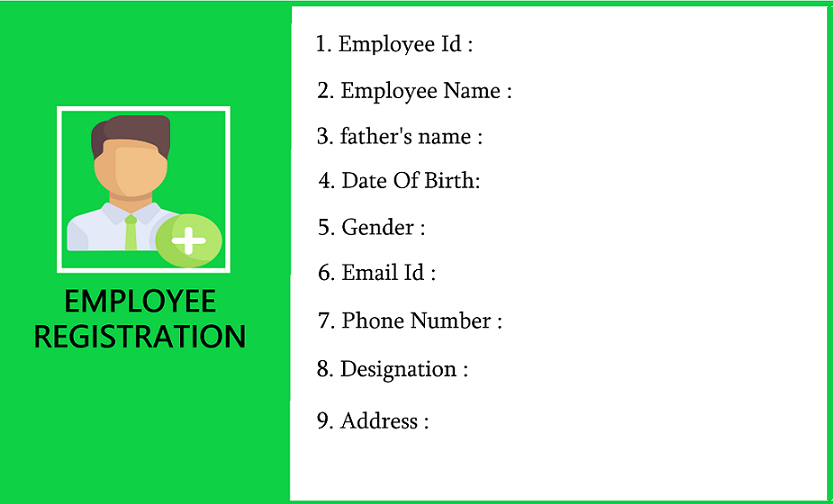 EMPLOYEE
REGISTRATION
1. Employee Id :
2. Employee Name :
3. father's name :
4. Date Of Birth:
5. Gender :
6. Email Id :
7. Phone Number :
8. Designation :
9. Address :